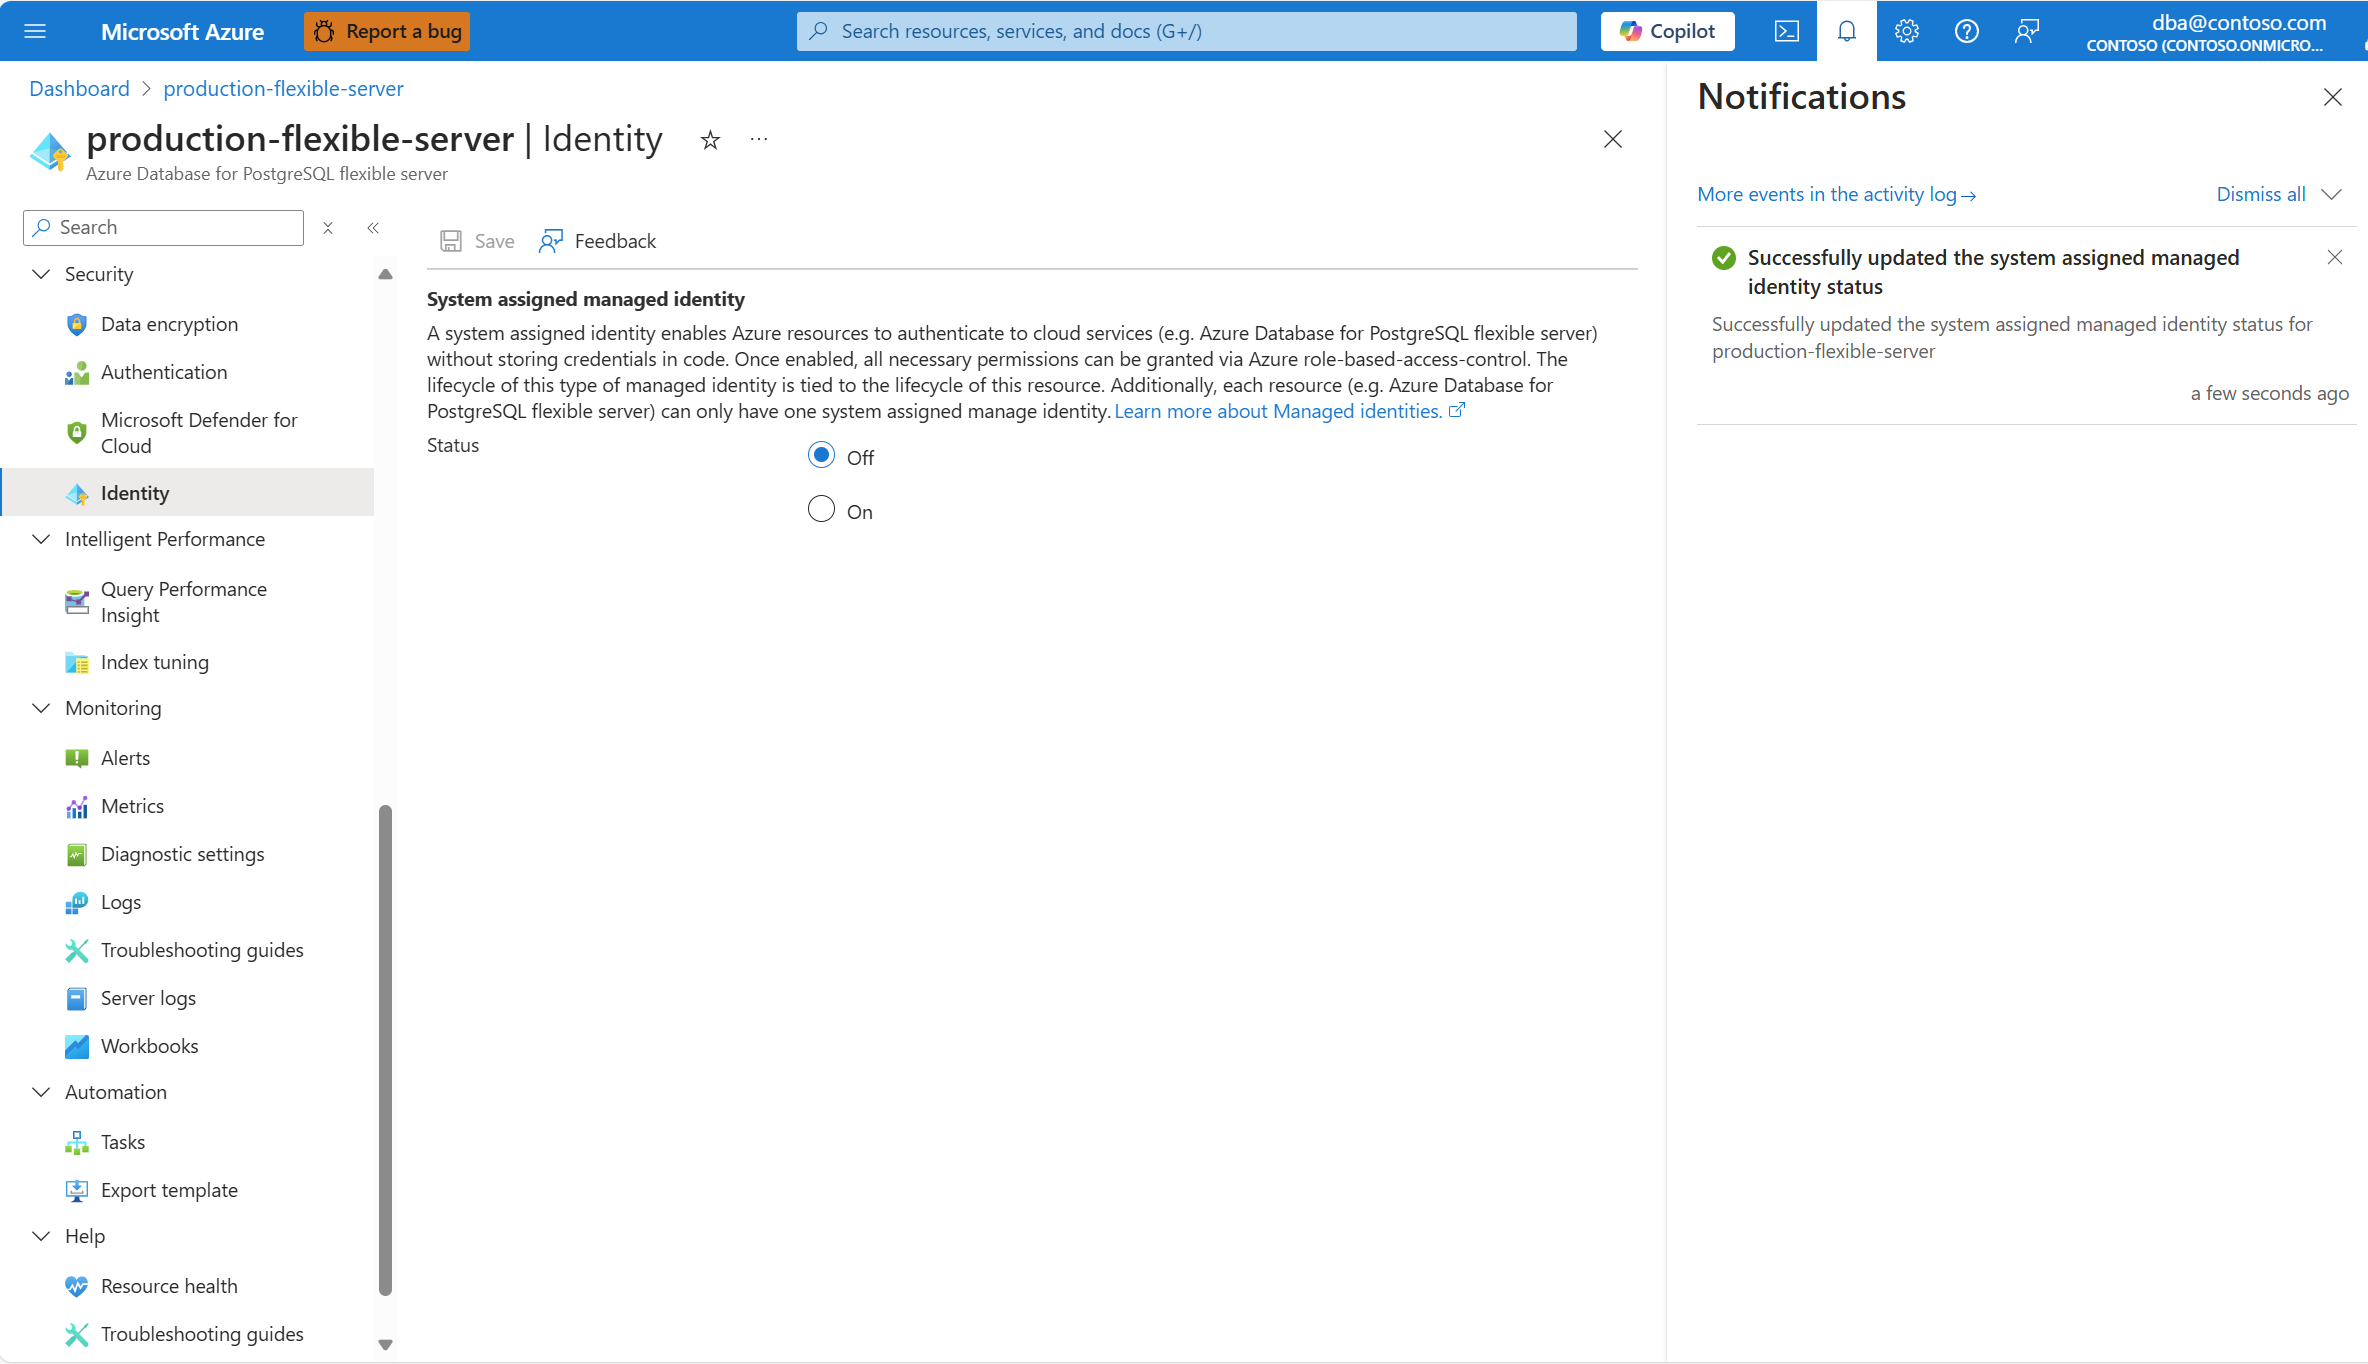 Microsoft Azure
Report a bug
Search resources, services, and docs (G+/)
Copilot
dba@contoso.com
CONTOSO (CONTOSO.ONMICRO...
Dashboard > production-flexible-server
production-flexible-server | Identity
Azure Database for PostgreSQL flexible server
Search
Security
Data encryption
Authentication
Microsoft Defender for
Cloud
Identity
Intelligent Performance
Query Performance
Insight
Index tuning
Monitoring
Alerts
Metrics
Diagnostic settings
Logs
Troubleshooting guides
Server logs
Workbooks
Automation
Tasks
Export template
Help
Resource health
Troubleshooting guides
Save
Feedback
System assigned managed identity
A system assigned identity enables Azure resources to authenticate to cloud services (e.g. Azure Database for PostgreSQL flexible server)
without storing credentials in code. Once enabled, all necessary permissions can be granted via Azure role-based-access-control. The
lifecycle of this type of managed identity is tied to the lifecycle of this resource. Additionally, each resource (e.g. Azure Database for
PostgreSQL flexible server) can only have one system assigned manage identity. Learn more about Managed identities.
Status
Off
On
Notifications
More events in the activity log →
Dismiss all
Successfully updated the system assigned managed
identity status
Successfully updated the system assigned managed identity status for
production-flexible-server
a few seconds ago